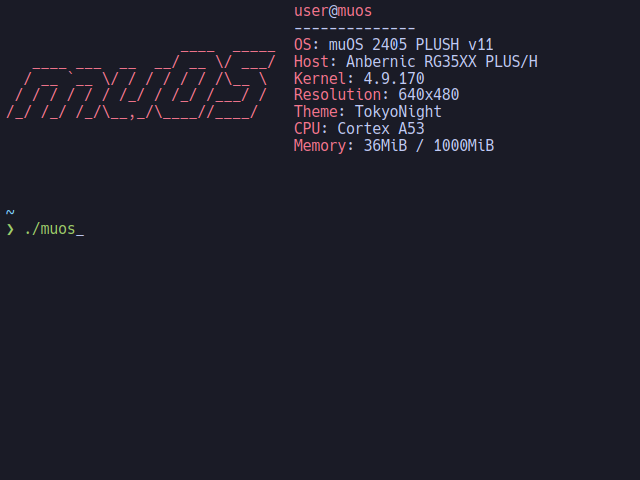 user@muos
--------------
OS: muOS 2405 PLUSH v11
Host: Anbernic RG35XX PLUS/H
Kernel: 4.9.170
Resolution: 640x480
Theme: TokyoNight
CPU: Cortex A53
Memory: 36MiB / 1000MiB
muOS
~
❯ ./muos_